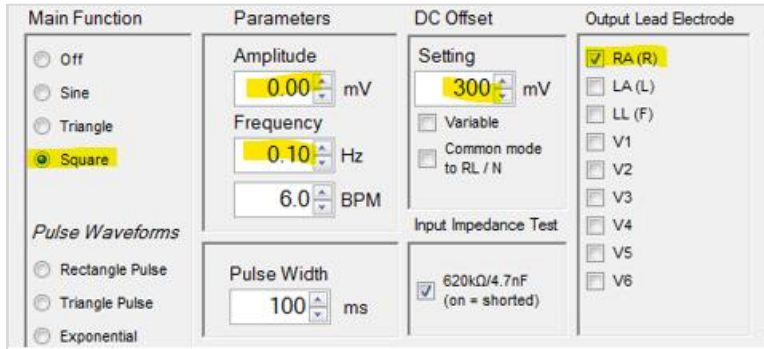 Main Function
Off
Sine
Triangle
Square
Pulse Waveforms
Rectangle Pulse
Triangle Pulse
Exponential
Parameters
Amplitude
0.00 mV
Frequency
0.10 Hz
6.0 BPM
Pulse Width
100 ms
DC Offset
Setting
300 mV
Variable
Common mode
to RL / N
Input Impedance Test
620kΩ/4.7nF
(on = shorted)
Output Lead Electrode
RA (R)
LA (L)
LL (F)
V1
V2
V3
V4
V5
V6